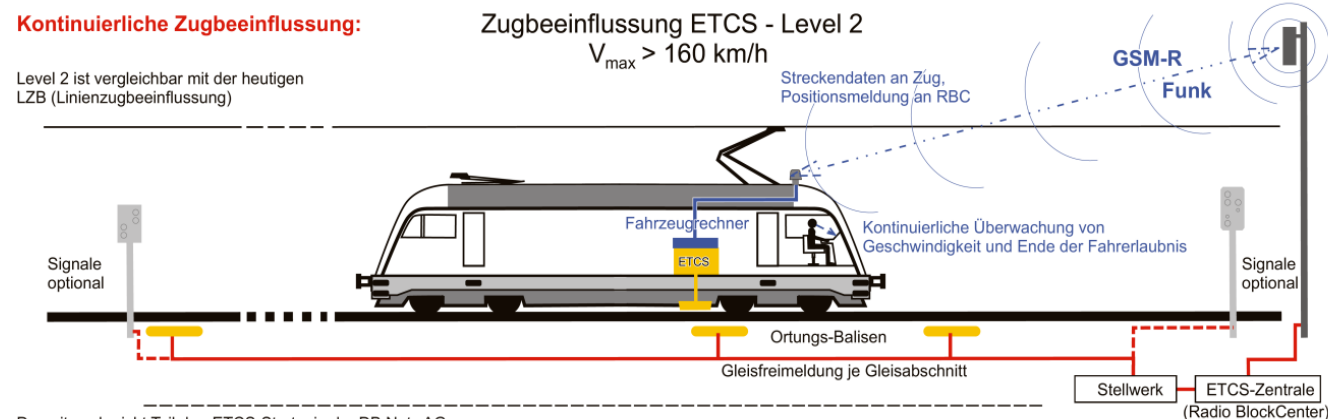 Kontinuierliche Zugbeeinflussung:
Zugbeeinflussung ETCS - Level 2
Vmax > 160 km/h
Level 2 ist vergleichbar mit der heutigen
LZB (Linienzugbeeinflussung)
Streckendaten an Zug,
Positionsmeldung an RBC
GSM-R
Funk
Fahrzeugrechner
ETCS
Kontinuierliche Überwachung von
Geschwindigkeit und Ende der Fahrerlaubnis
Signale
optional
Signale
optional
Ortungs-Balisen
Gleisfreimeldung je Gleisabschnitt
Stellwerk
ETCS-Zentrale
(Radio BlockCenter)